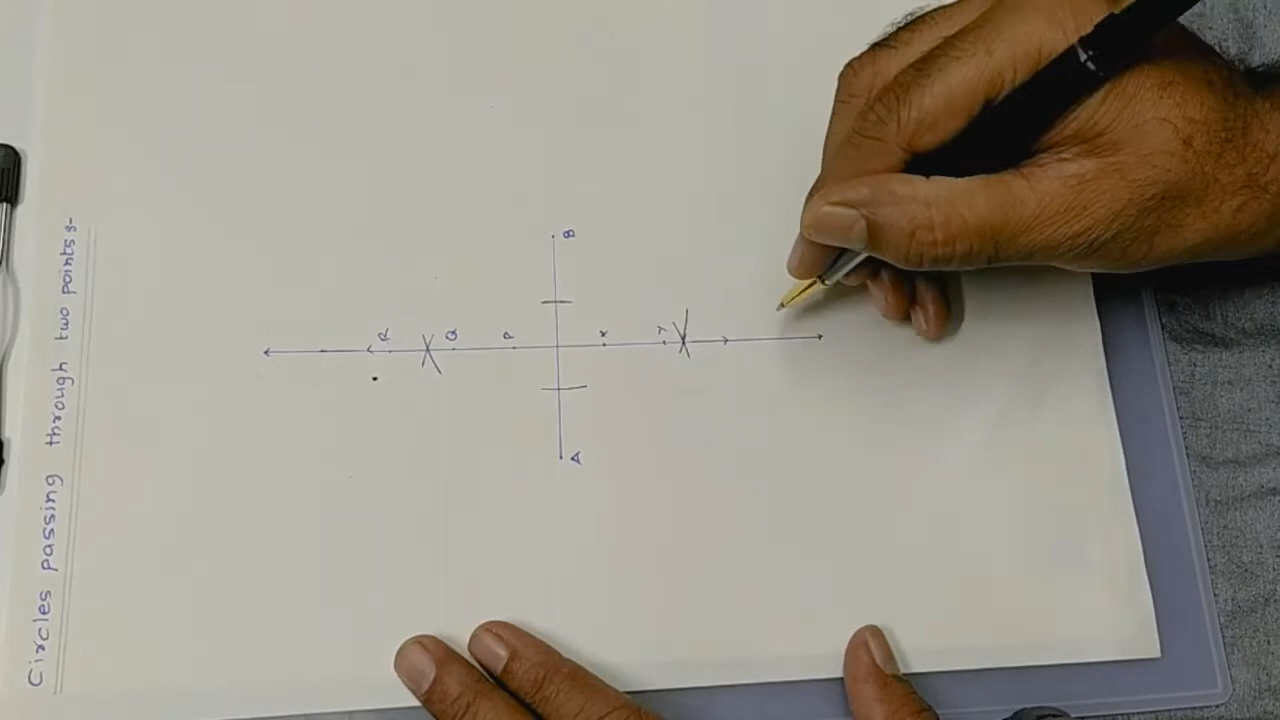 Circles passing through two points :-
R Q P X Y
B
A